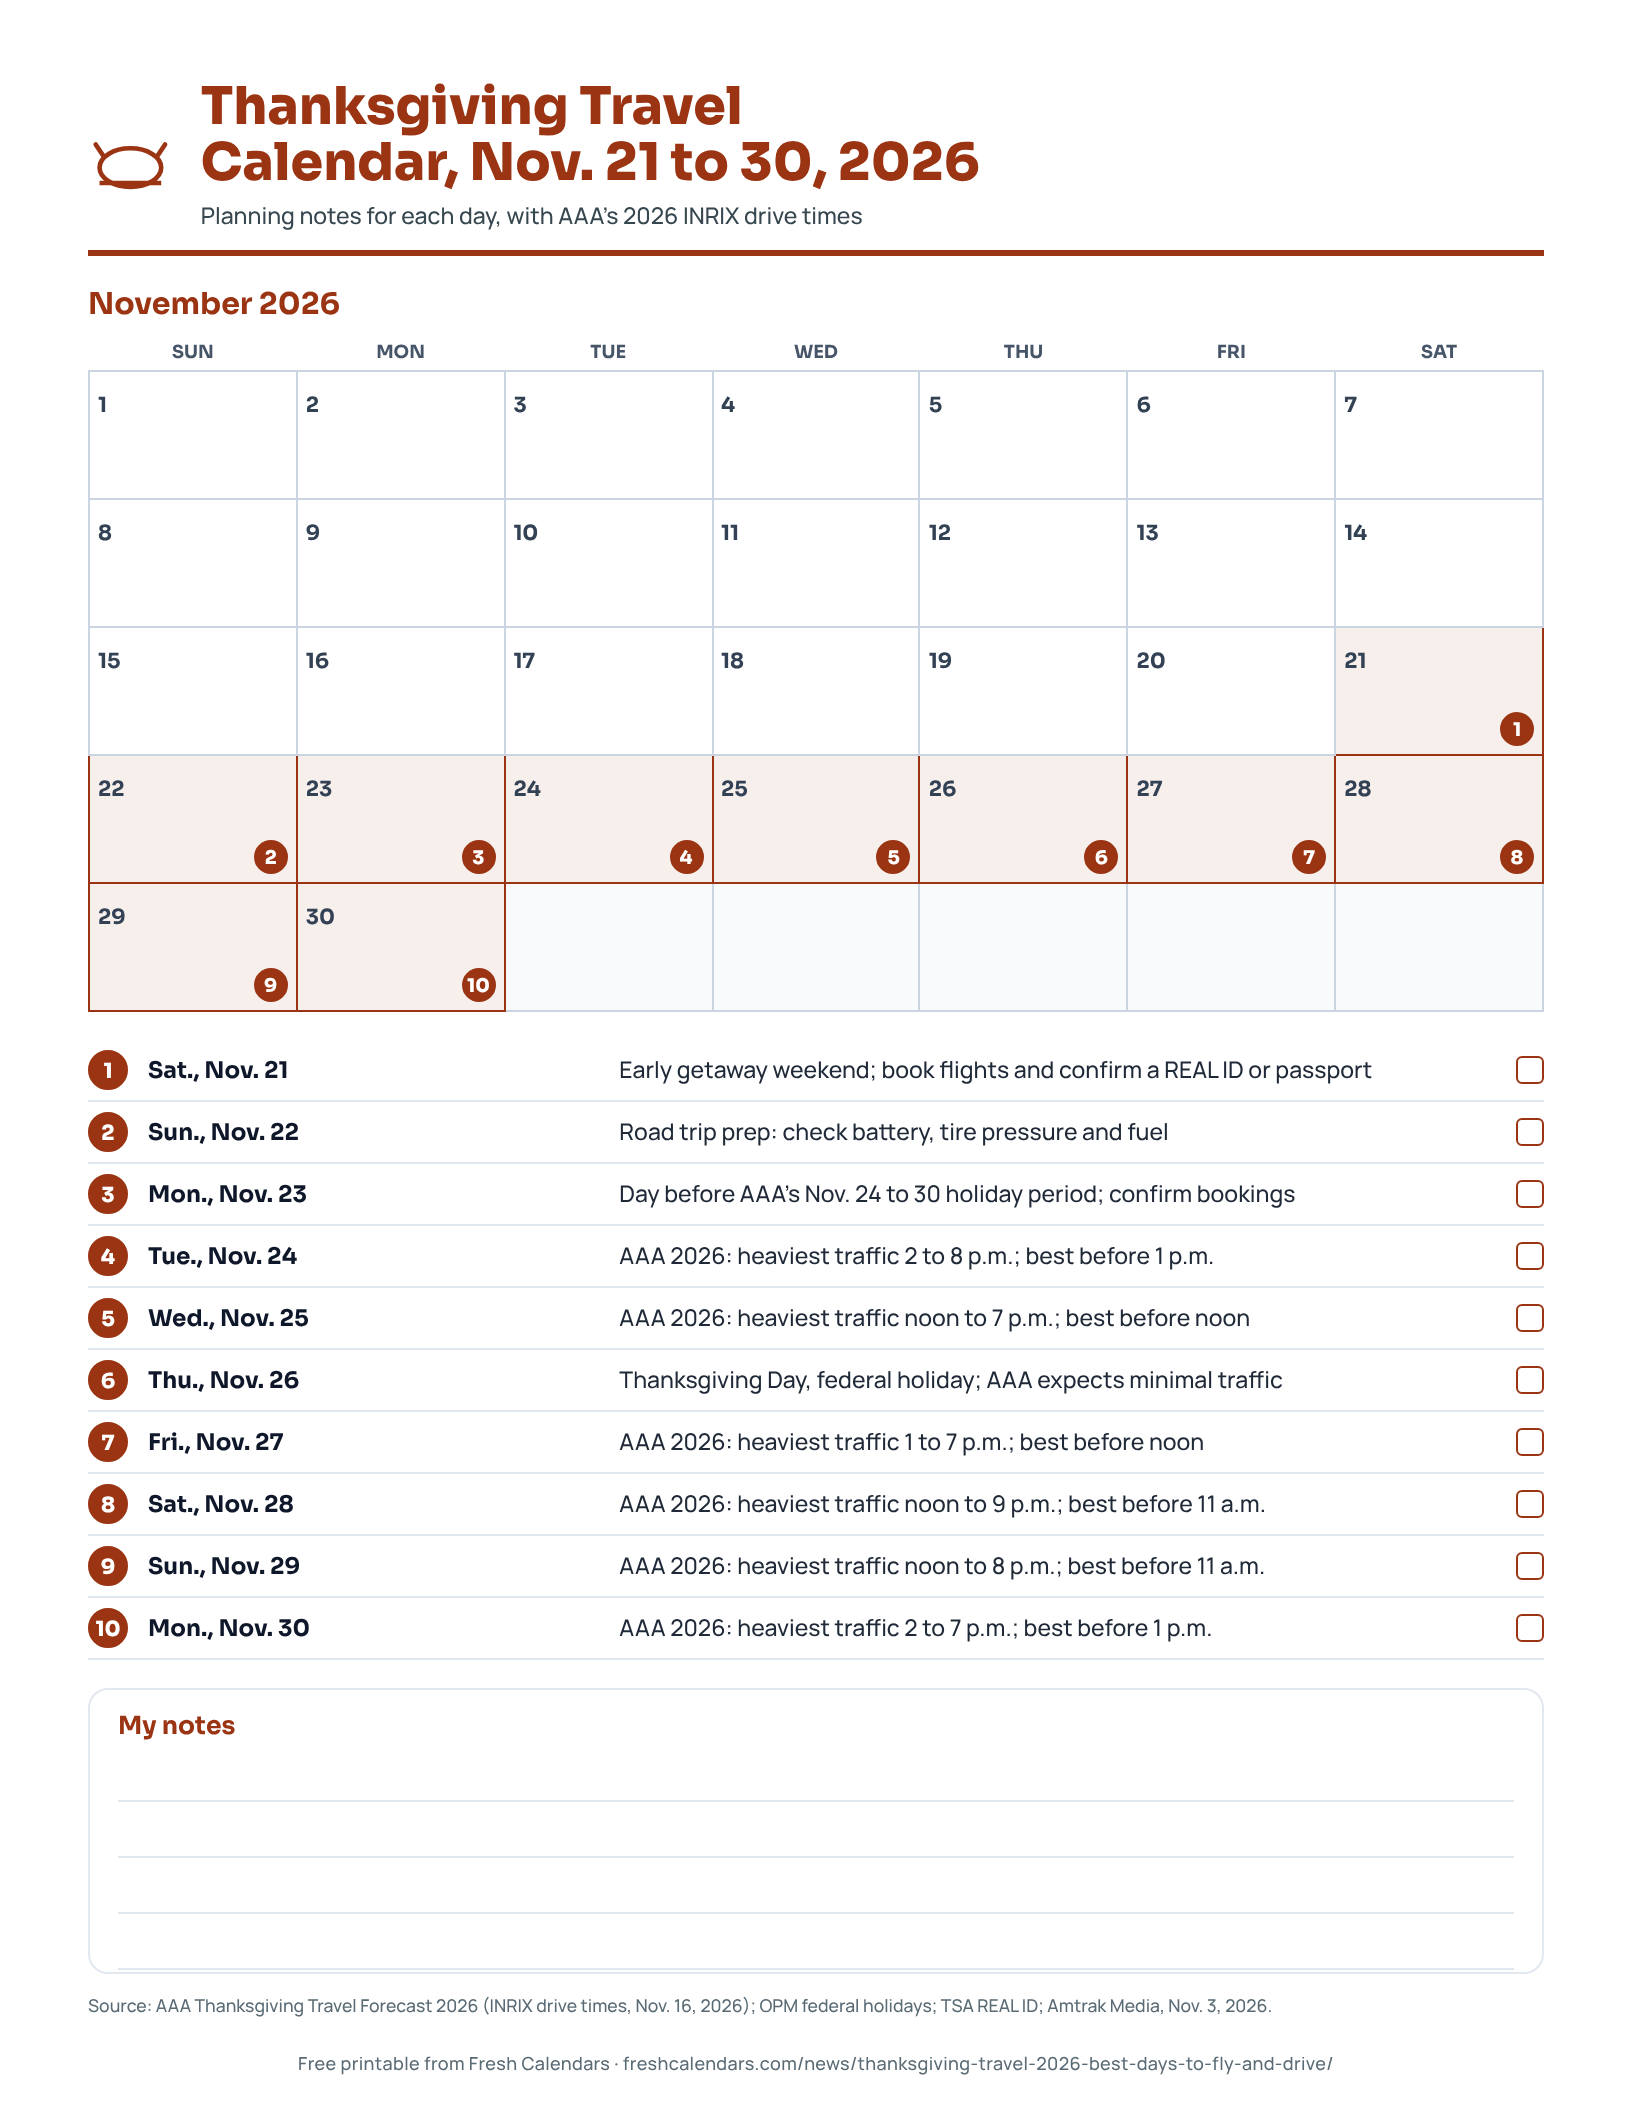 Thanksgiving Travel
Calendar, Nov. 21 to 30, 2026
Planning notes for each day, with AAA’s 2026 INRIX drive times
November 2026
SUN MON TUE WED THU FRI SAT
1 2 3 4 5 6 7
8 9 10 11 12 13 14
15 16 17 18 19 20 21
1
22 23 24 25 26 27 28
2 3 4 5 6 7 8
29 30
9 10
1 Sat., Nov. 21 Early getaway weekend; book flights and confirm a REAL ID or passport
2 Sun., Nov. 22 Road trip prep: check battery, tire pressure and fuel
3 Mon., Nov. 23 Day before AAA’s Nov. 24 to 30 holiday period; confirm bookings
4 Tue., Nov. 24 AAA 2026: heaviest traffic 2 to 8 p.m.; best before 1 p.m.
5 Wed., Nov. 25 AAA 2026: heaviest traffic noon to 7 p.m.; best before noon
6 Thu., Nov. 26 Thanksgiving Day, federal holiday; AAA expects minimal traffic
7 Fri., Nov. 27 AAA 2026: heaviest traffic 1 to 7 p.m.; best before noon
8 Sat., Nov. 28 AAA 2026: heaviest traffic noon to 9 p.m.; best before 11 a.m.
9 Sun., Nov. 29 AAA 2026: heaviest traffic noon to 8 p.m.; best before 11 a.m.
10 Mon., Nov. 30 AAA 2026: heaviest traffic 2 to 7 p.m.; best before 1 p.m.
My notes
Source: AAA Thanksgiving Travel Forecast 2026 (INRIX drive times, Nov. 16, 2026); OPM federal holidays; TSA REAL ID; Amtrak Media, Nov. 3, 2026.
Free printable from Fresh Calendars · freshcalendars.com/news/thanksgiving-travel-2026-best-days-to-fly-and-drive/